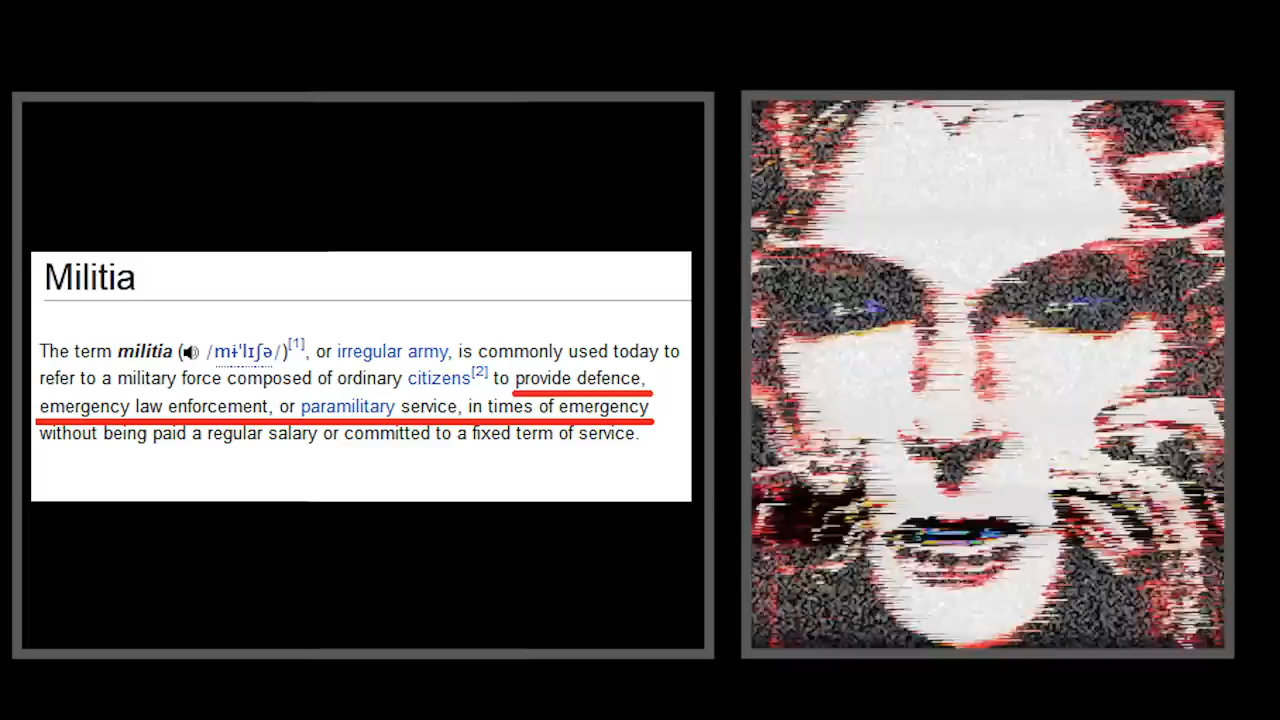 Militia
The term militia ( /mɨˈlɪʃə/)[1], or irregular army, is commonly used today to
refer to a military force composed of ordinary citizens[2] to provide defence,
emergency law enforcement, or paramilitary service, in times of emergency
without being paid a regular salary or committed to a fixed term of service.